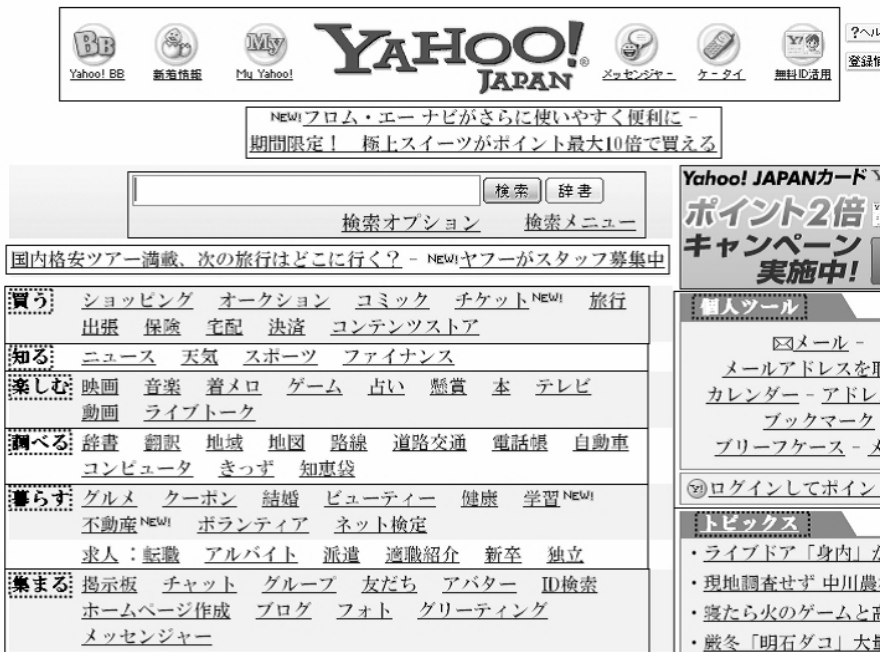 BB
My
YAHOO!
JAPAN
Yahoo! BB
新着情報
My Yahoo!
メッセンジャー
ケータイ
無料ID活用
NEW!フロム・エー ナビがさらに使いやすく便利に -
期間限定! 極上スイーツがポイント最大10倍で買える
検索 辞書
検索オプション 検索メニュー
国内格安ツアー満載、次の旅行はどこに行く? - NEW!ヤフーがスタッフ募集中
買う ショッピング オークション コミック チケットNEW! 旅行
出張 保険 宅配 決済 コンテンツストア
知る ニュース 天気 スポーツ ファイナンス
楽しむ 映画 音楽 着メロ ゲーム 占い 懸賞 本 テレビ
動画 ライブトーク
調べる 辞書 翻訳 地域 地図 路線 道路交通 電話帳 自動車
コンピュータ きっず 知恵袋
暮らす グルメ クーポン 結婚 ビューティー 健康 学習NEW!
不動産NEW! ボランティア ネット検定
求人:転職 アルバイト 派遣 適職紹介 新卒 独立
集まる 掲示板 チャット グループ 友だち アバター ID検索
ホームページ作成 ブログ フォト グリーティング
メッセンジャー
?ヘル
登録情
Yahoo! JAPANカード
ポイント2倍
キャンペーン
実施中!
個人ツール
メール -
メールアドレスを取
カレンダー - アドレ
ブックマーク
ブリーフケース - メ
ログインしてポイン
トピックス
・ライブドア「身内」
・現地調査せず 中川農
・寝たら火のゲームと高
・厳冬「明石ダコ」大量